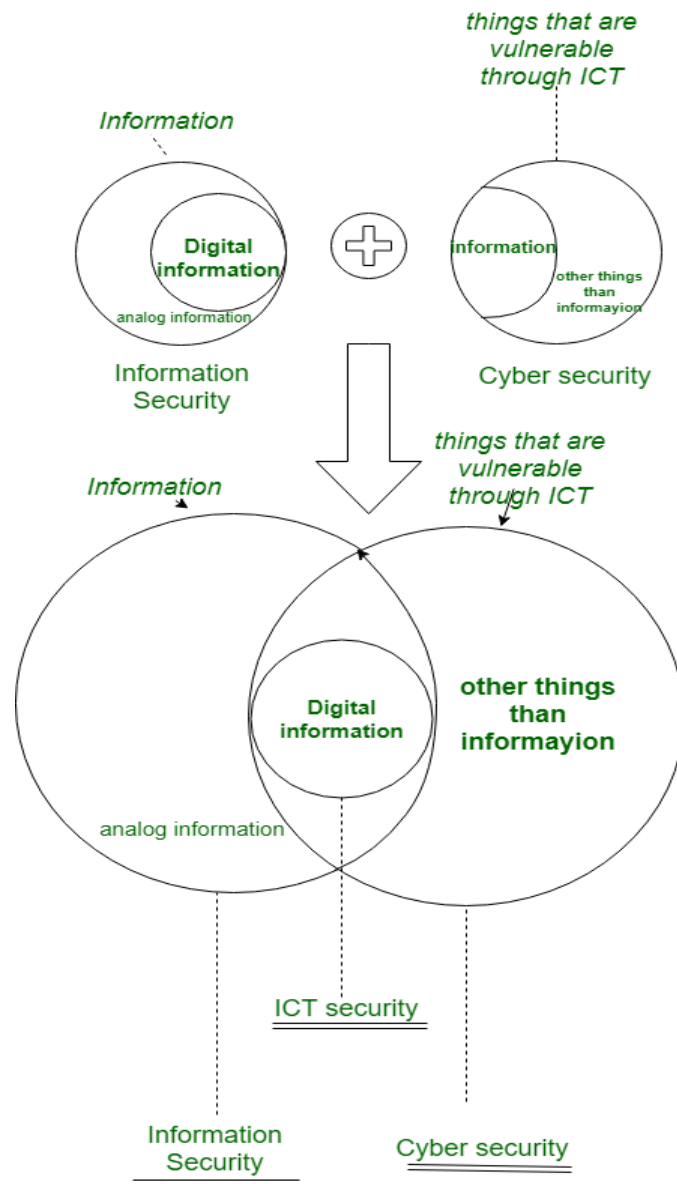 things that are
vulnerable
through ICT
Information
Digital
information
analog information
information
other things
than
informayion
Information
Security
Cyber security
things that are
vulnerable
through ICT
Information
other things
than
informayion
Digital
information
analog information
ICT security
Information
Security
Cyber security